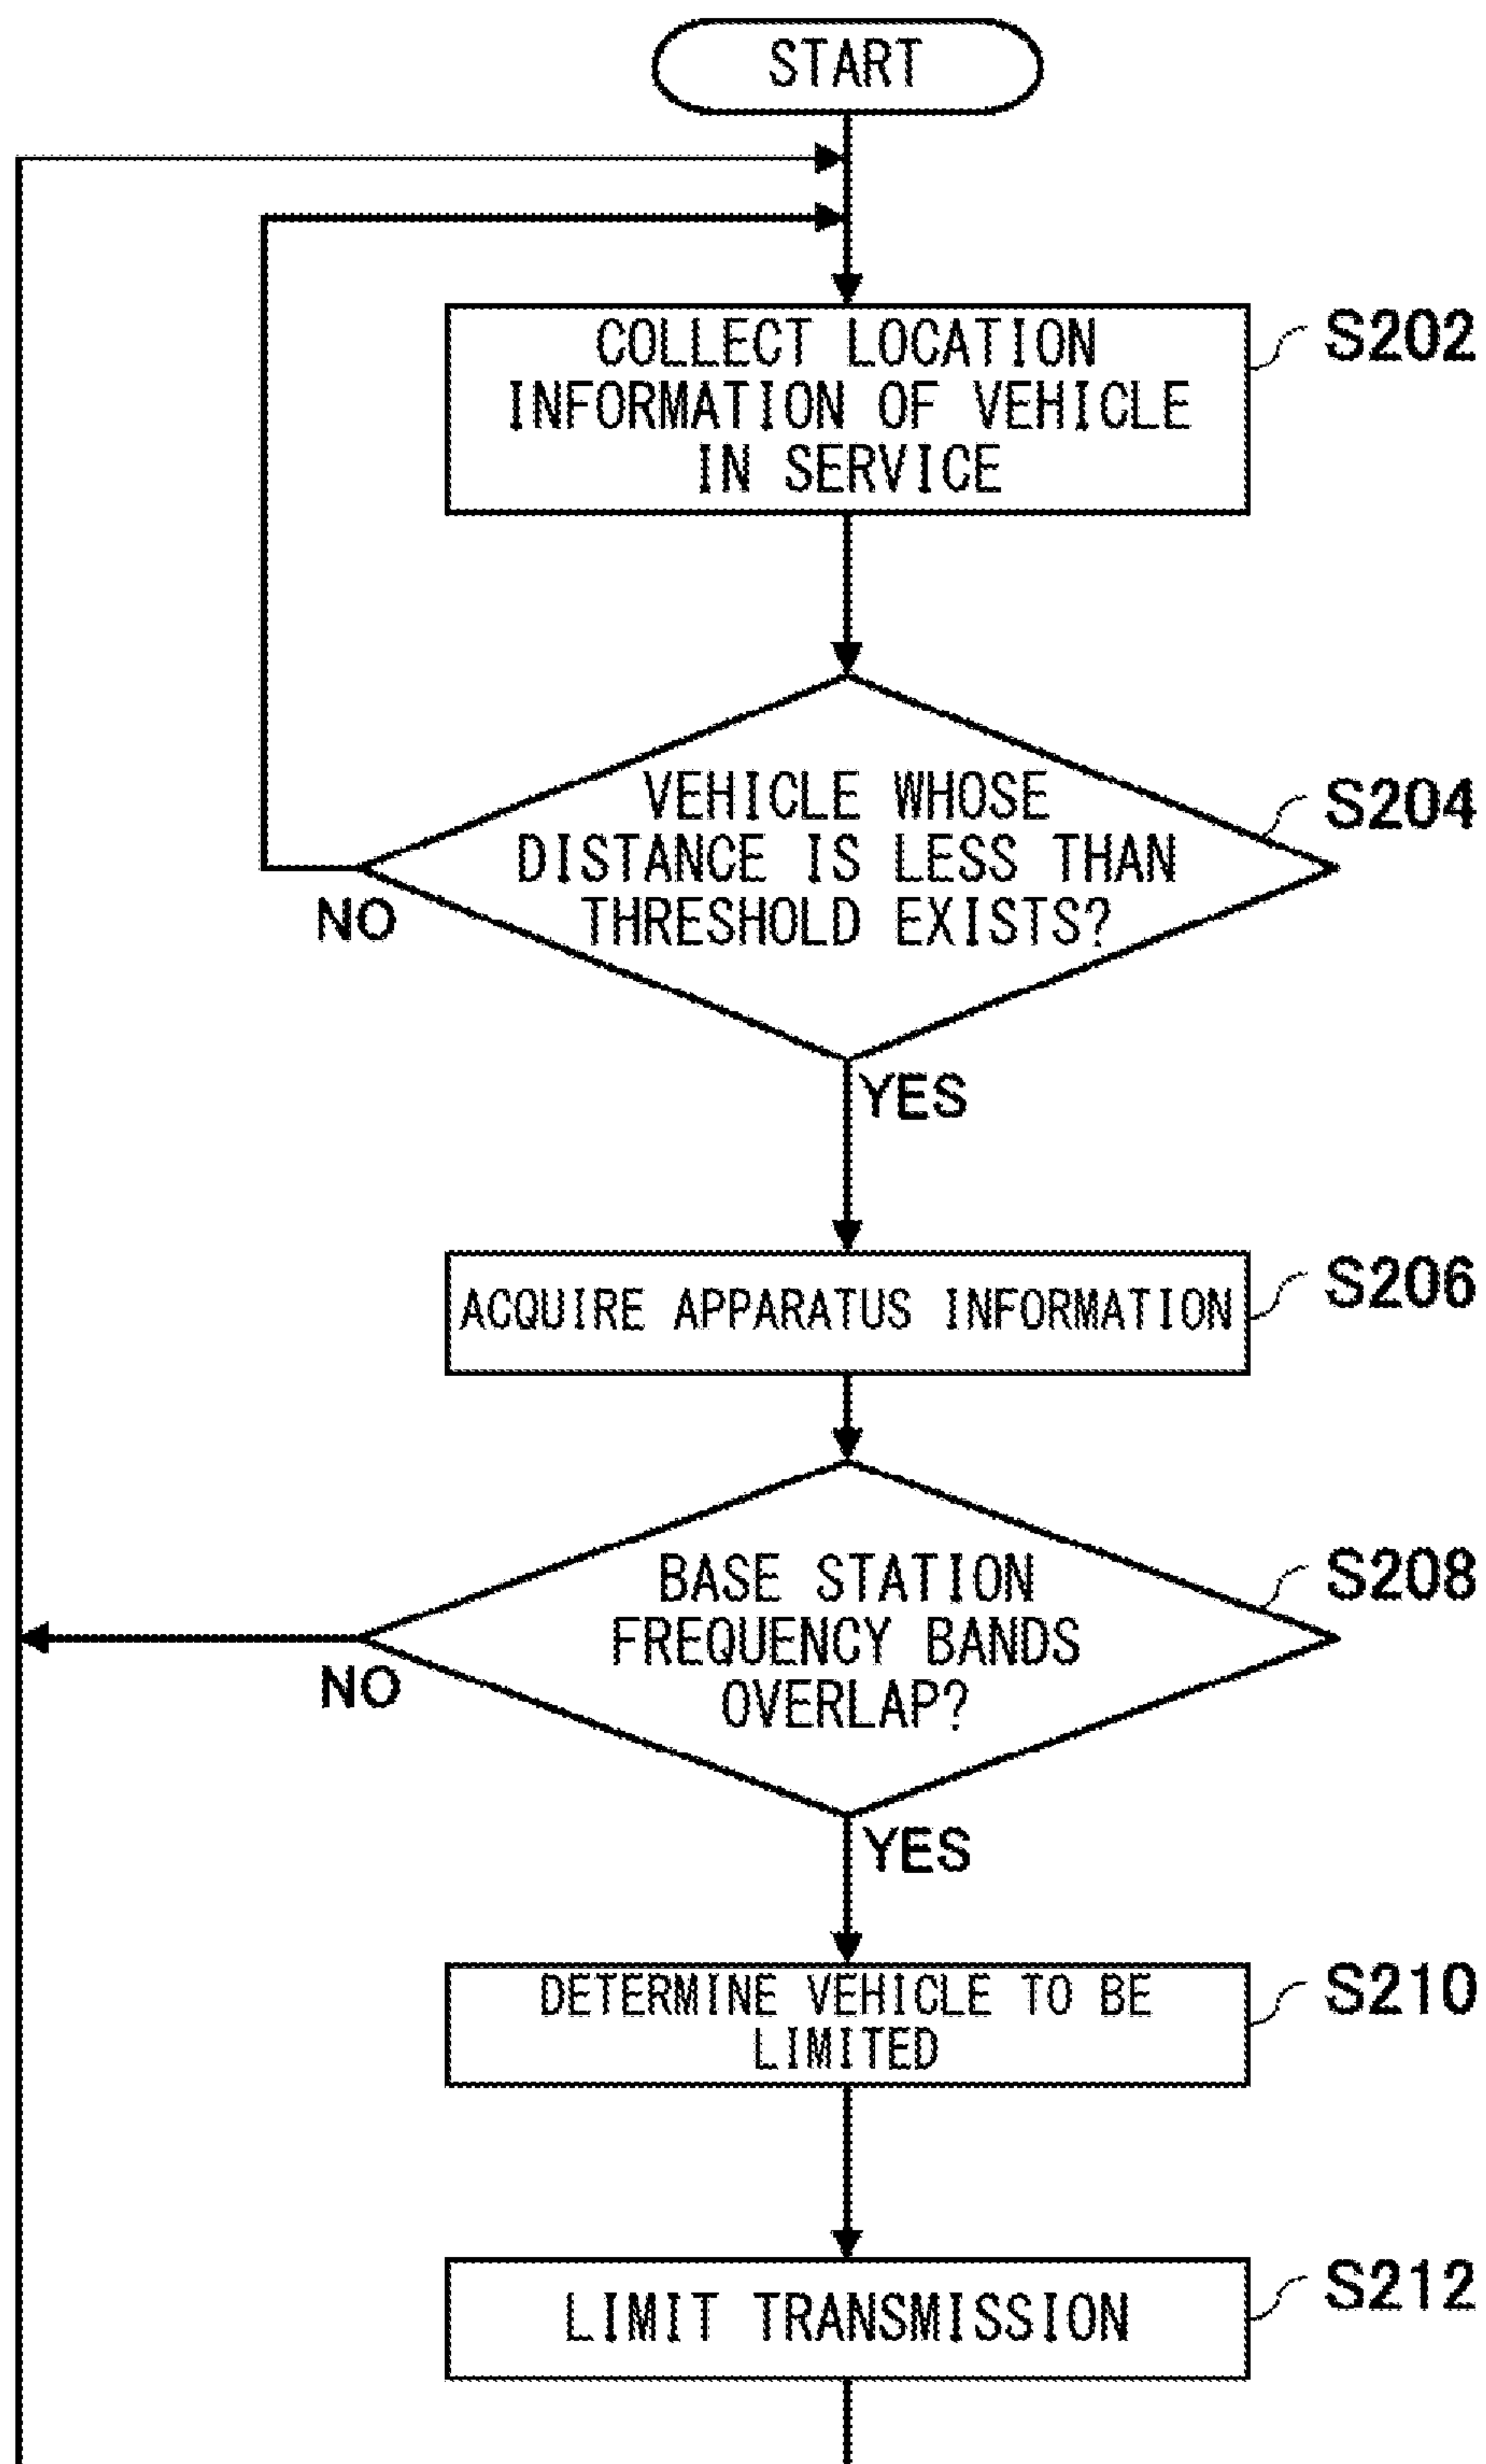 START
COLLECT LOCATION
INFORMATION OF VEHICLE
IN SERVICE
S202
VEHICLE WHOSE
DISTANCE IS LESS THAN
THRESHOLD EXISTS?
S204
NO
YES
ACQUIRE APPARATUS INFORMATION
S206
BASE STATION
FREQUENCY BANDS
OVERLAP?
S208
NO
YES
DETERMINE VEHICLE TO BE
LIMITED
S210
LIMIT TRANSMISSION
S212